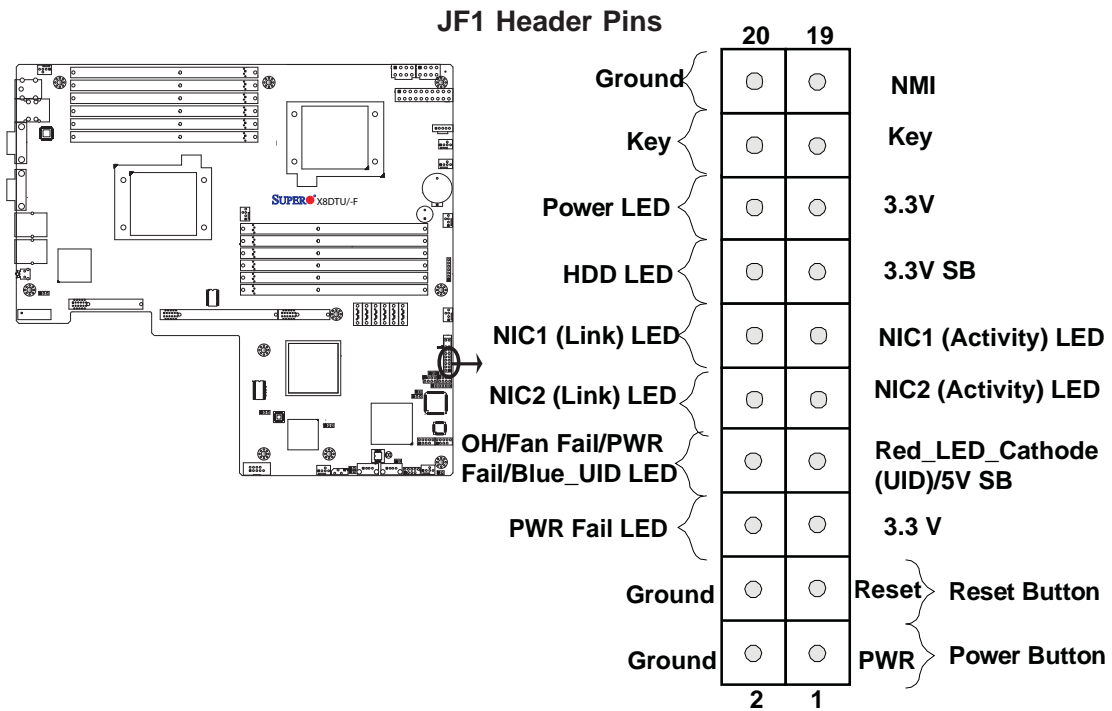 JF1 Header Pins
20 19
Ground NMI
Key Key
Power LED 3.3V
HDD LED 3.3V SB
NIC1 (Link) LED NIC1 (Activity) LED
NIC2 (Link) LED NIC2 (Activity) LED
OH/Fan Fail/PWR
Fail/Blue_UID LED
Red_LED_Cathode
(UID)/5V SB
PWR Fail LED 3.3 V
Ground Reset Reset Button
Ground PWR Power Button
2 1
SUPER X8DTU/-F